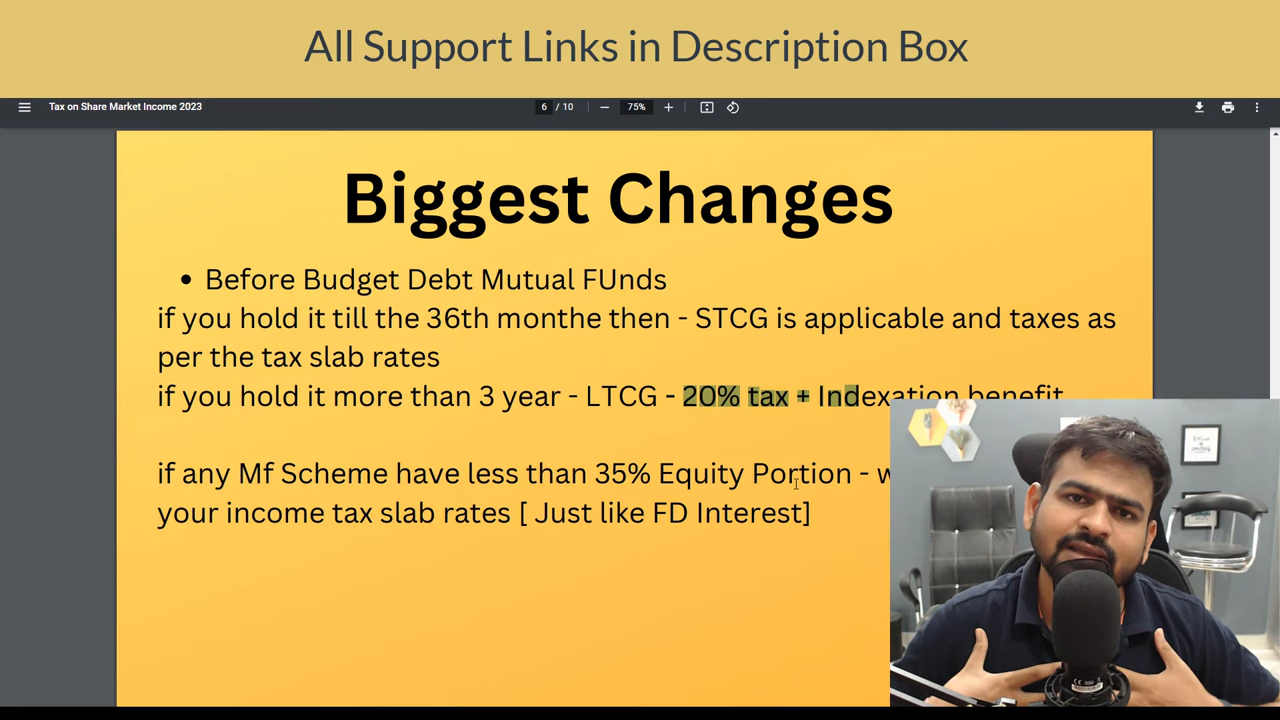 All Support Links in Description Box
Tax on Share Market Income 2023
6 / 10
75%
Biggest Changes
• Before Budget Debt Mutual FUnds
if you hold it till the 36th monthe then - STCG is applicable and taxes as
per the tax slab rates
if you hold it more than 3 year - LTCG - 20% tax + Indexation benefit
if any Mf Scheme have less than 35% Equity Portion -
your income tax slab rates [ Just like FD Interest]